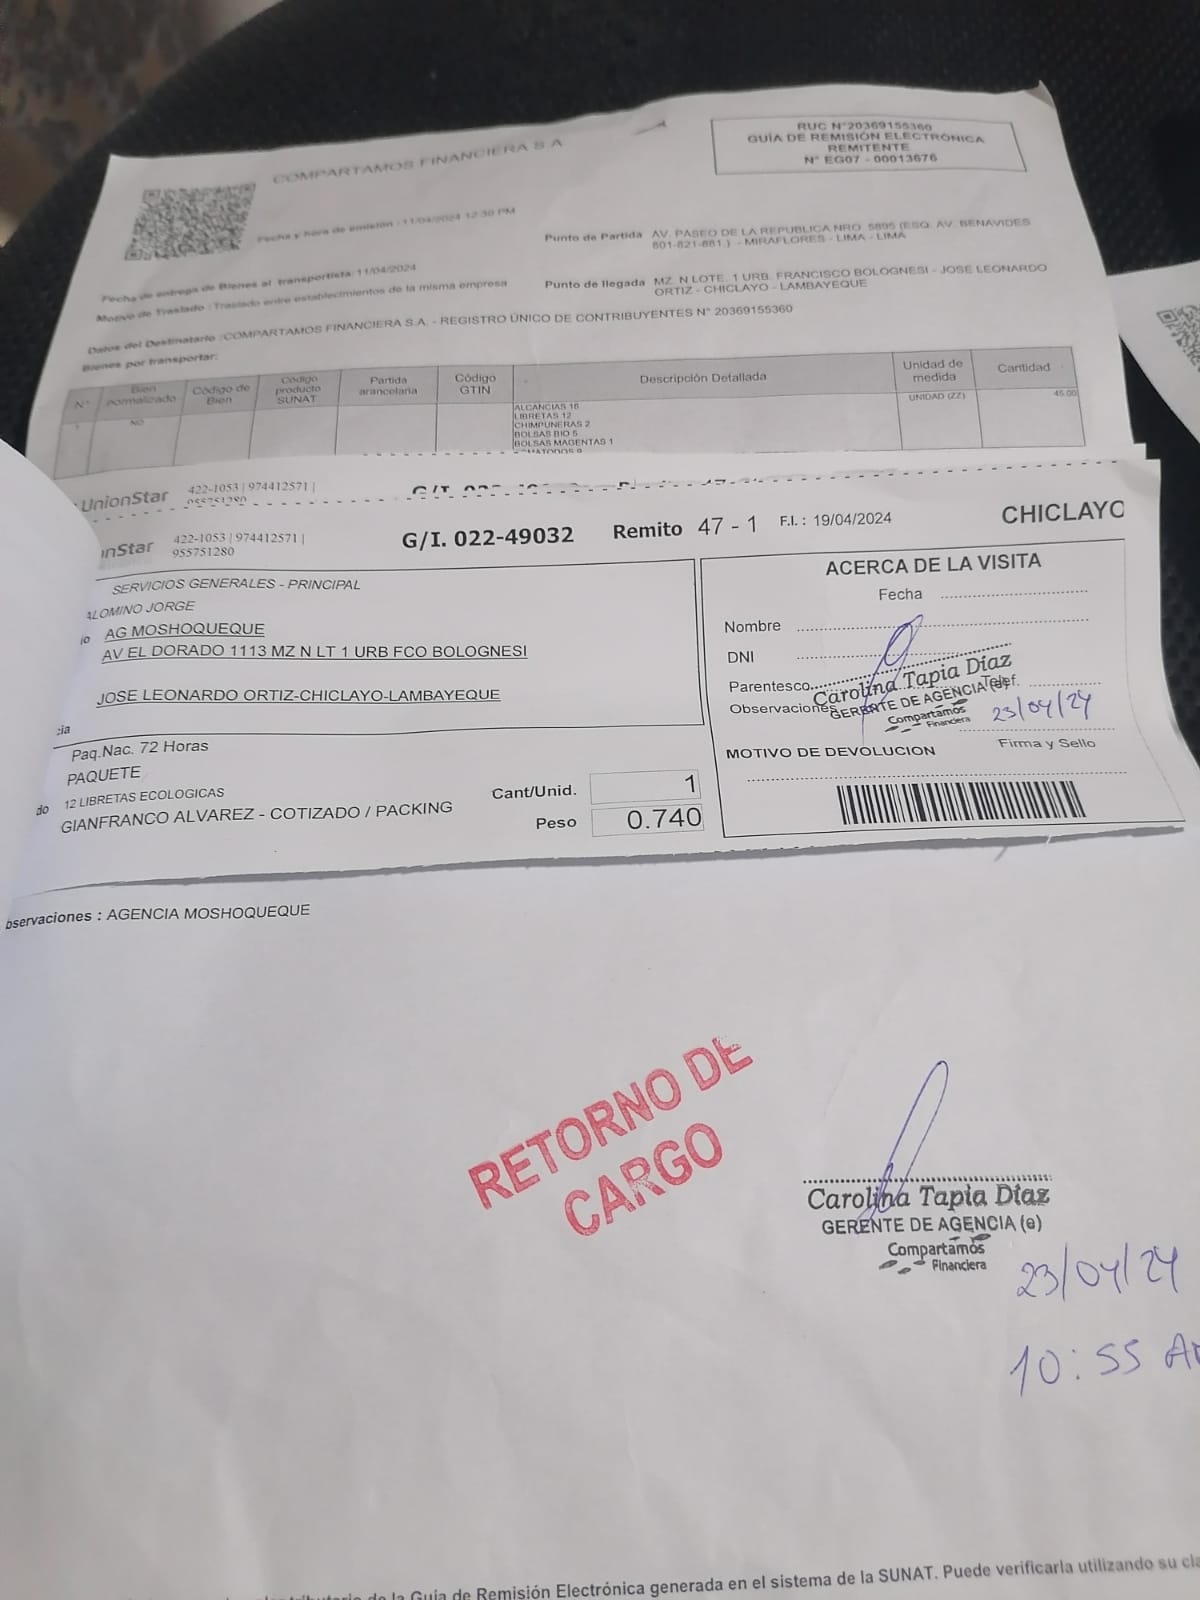 COMPARTAMOS FINANCIERA S.A
RUC N°20369155360
GUÍA DE REMISIÓN ELECTRÓNICA
REMITENTE
N° EG07 - 00013676
Fecha y hora de emisión : 11/04/2024 12:30 PM
Punto de Partida AV. PASEO DE LA REPUBLICA NRO. 5895 (ESQ. AV. BENAVIDES
801-821-881.) - MIRAFLORES - LIMA - LIMA
Fecha de entrega de Bienes al transportista: 11/04/2024
Punto de llegada MZ. N LOTE. 1 URB. FRANCISCO BOLOGNESI - JOSE LEONARDO
ORTIZ - CHICLAYO - LAMBAYEQUE
Motivo de Traslado : Traslado entre establecimientos de la misma empresa
Datos del Destinatario : COMPARTAMOS FINANCIERA S.A. - REGISTRO ÚNICO DE CONTRIBUYENTES N° 20369155360
Bienes por transportar:
N° Bien normalizado Código de Bien Código producto SUNAT Partida arancelaria Código GTIN Descripción Detallada Unidad de medida Cantidad
1 NO ALCANCIAS 16 UNIDAD (ZZ) 45.00
LIBRETAS 12
CHIMPUNERAS 2
BOLSAS BIO 5
BOLSAS MAGENTAS 1
UnionStar 422-1053 | 974412571 |
955751280
nStar 422-1053 | 974412571 |
955751280
G/I. 022-49032 Remito 47 - 1 F.I. : 19/04/2024 CHICLAYO
SERVICIOS GENERALES - PRINCIPAL
ALOMINO JORGE
io AG MOSHOQUEQUE
AV EL DORADO 1113 MZ N LT 1 URB FCO BOLOGNESI
JOSE LEONARDO ORTIZ-CHICLAYO-LAMBAYEQUE
cia
Paq.Nac. 72 Horas
PAQUETE
do 12 LIBRETAS ECOLOGICAS
GIANFRANCO ALVAREZ - COTIZADO / PACKING
Cant/Unid. 1
Peso 0.740
ACERCA DE LA VISITA
Fecha
Nombre
DNI
Parentesco
Telef.
Observaciones
Carolina Tapia Díaz
GERENTE DE AGENCIA (e)
Compartamos
Financiera
23/04/24
Firma y Sello
MOTIVO DE DEVOLUCION
bservaciones : AGENCIA MOSHOQUEQUE
RETORNO DE
CARGO
Carolina Tapia Díaz
GERENTE DE AGENCIA (e)
Compartamos
Financiera
23/04/24
10:55 A
de la Guía de Remisión Electrónica generada en el sistema de la SUNAT. Puede verificarla utilizando su cla